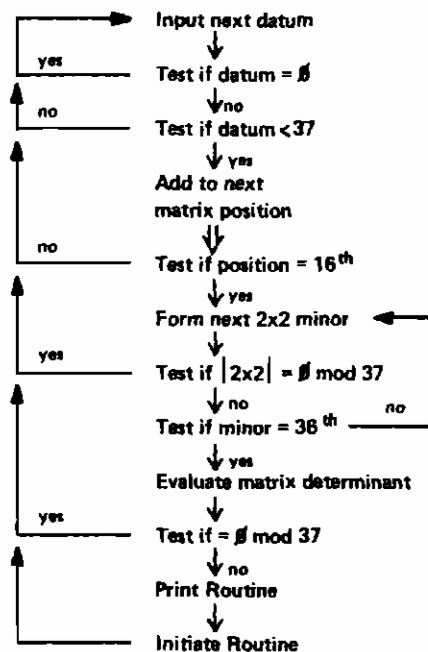 Input next datum
yes
Test if datum = Ø
no
no
Test if datum < 37
yes
Add to next
matrix position
no
Test if position = 16th
yes
Form next 2x2 minor
yes
Test if |2x2| = Ø mod 37
no
Test if minor = 36th
no
yes
Evaluate matrix determinant
yes
Test if = Ø mod 37
no
Print Routine
Initiate Routine